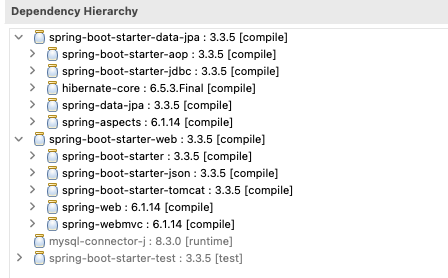 Dependency Hierarchy
spring-boot-starter-data-jpa : 3.3.5 [compile]
spring-boot-starter-aop : 3.3.5 [compile]
spring-boot-starter-jdbc : 3.3.5 [compile]
hibernate-core : 6.5.3.Final [compile]
spring-data-jpa : 3.3.5 [compile]
spring-aspects : 6.1.14 [compile]
spring-boot-starter-web : 3.3.5 [compile]
spring-boot-starter : 3.3.5 [compile]
spring-boot-starter-json : 3.3.5 [compile]
spring-boot-starter-tomcat : 3.3.5 [compile]
spring-web : 6.1.14 [compile]
spring-webmvc : 6.1.14 [compile]
mysql-connector-j : 8.3.0 [runtime]
spring-boot-starter-test : 3.3.5 [test]